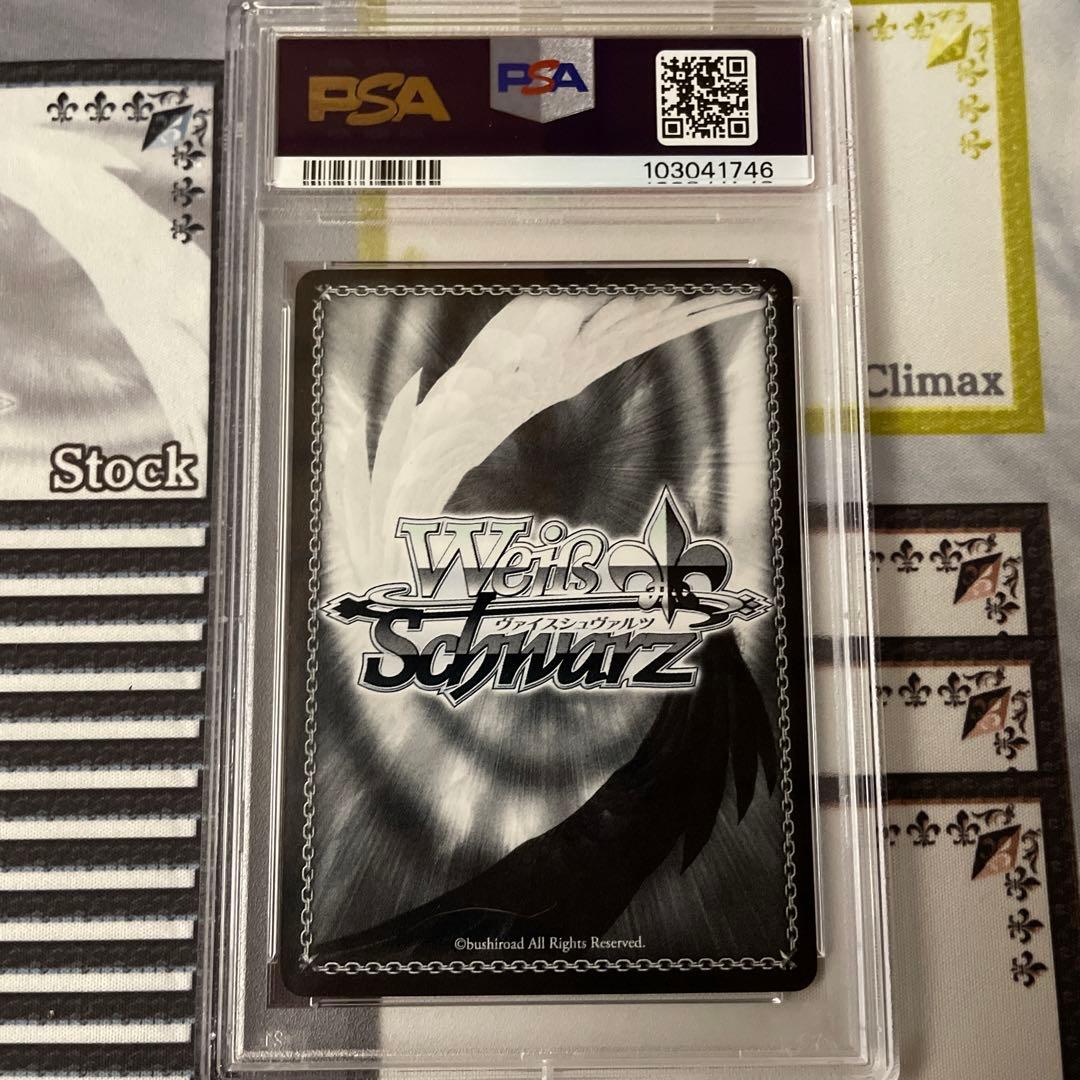 PSA
PSA
103041746
Climax
Stock
Weiß
ヴァイスシュヴァルツ
Schwarz
©bushiroad All Rights Reserved.